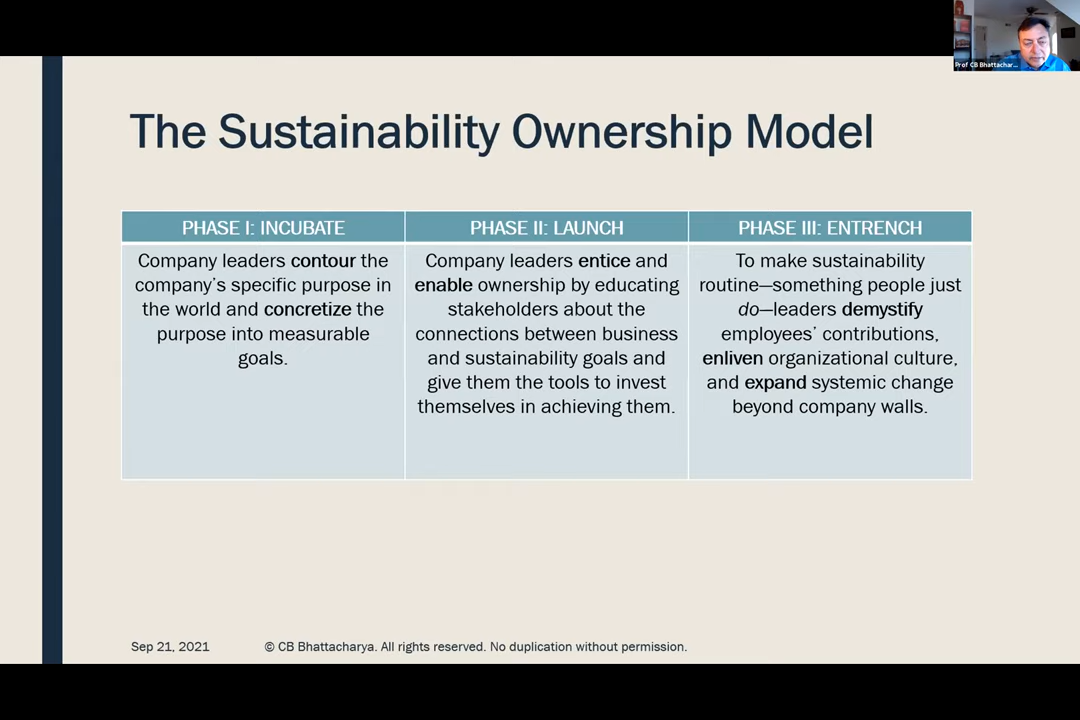 Prof CB Bhattachar...
The Sustainability Ownership Model
PHASE I: INCUBATE
Company leaders contour the
company’s specific purpose in
the world and concretize the
purpose into measurable
goals.
PHASE II: LAUNCH
Company leaders entice and
enable ownership by educating
stakeholders about the
connections between business
and sustainability goals and
give them the tools to invest
themselves in achieving them.
PHASE III: ENTRENCH
To make sustainability
routine—something people just
do—leaders demystify
employees’ contributions,
enliven organizational culture,
and expand systemic change
beyond company walls.
Sep 21, 2021
© CB Bhattacharya. All rights reserved. No duplication without permission.